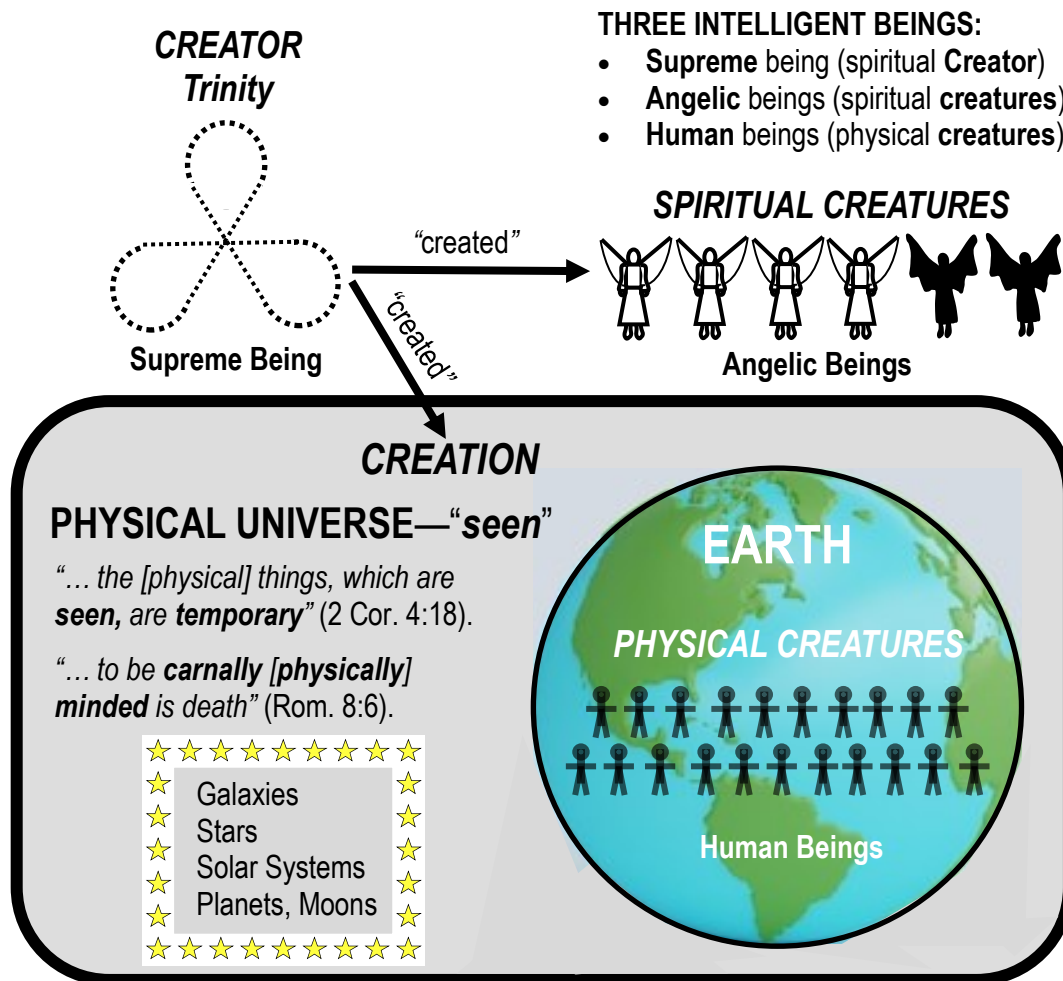 CREATOR
Trinity
THREE INTELLIGENT BEINGS:
• Supreme being (spiritual Creator)
• Angelic beings (spiritual creatures)
• Human beings (physical creatures)
SPIRITUAL CREATURES
“created”
“created”
Supreme Being
Angelic Beings
CREATION
PHYSICAL UNIVERSE—“seen”
“… the [physical] things, which are
seen, are temporary” (2 Cor. 4:18).
“… to be carnally [physically]
minded is death” (Rom. 8:6).
Galaxies
Stars
Solar Systems
Planets, Moons
EARTH
PHYSICAL CREATURES
Human Beings